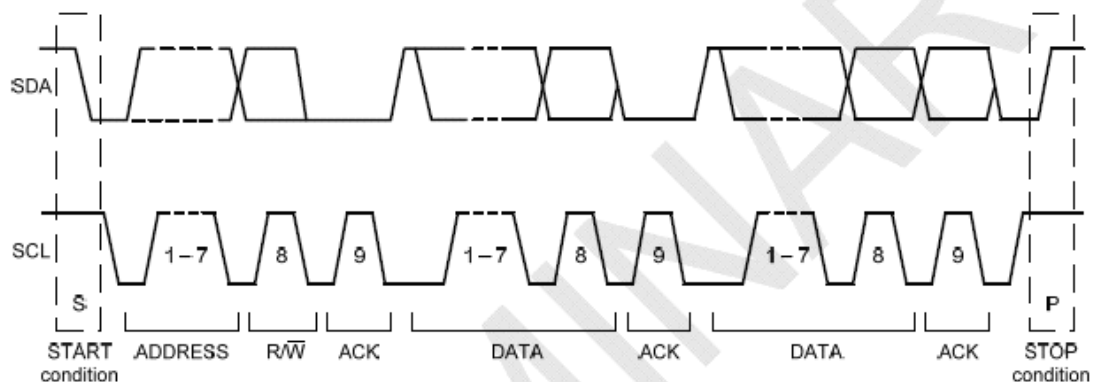 SDA
SCL
1–7 8 9 1–7 8 9 1–7 8 9
S P
START ADDRESS R/W̅ ACK DATA ACK DATA ACK STOP
condition condition
MINAR